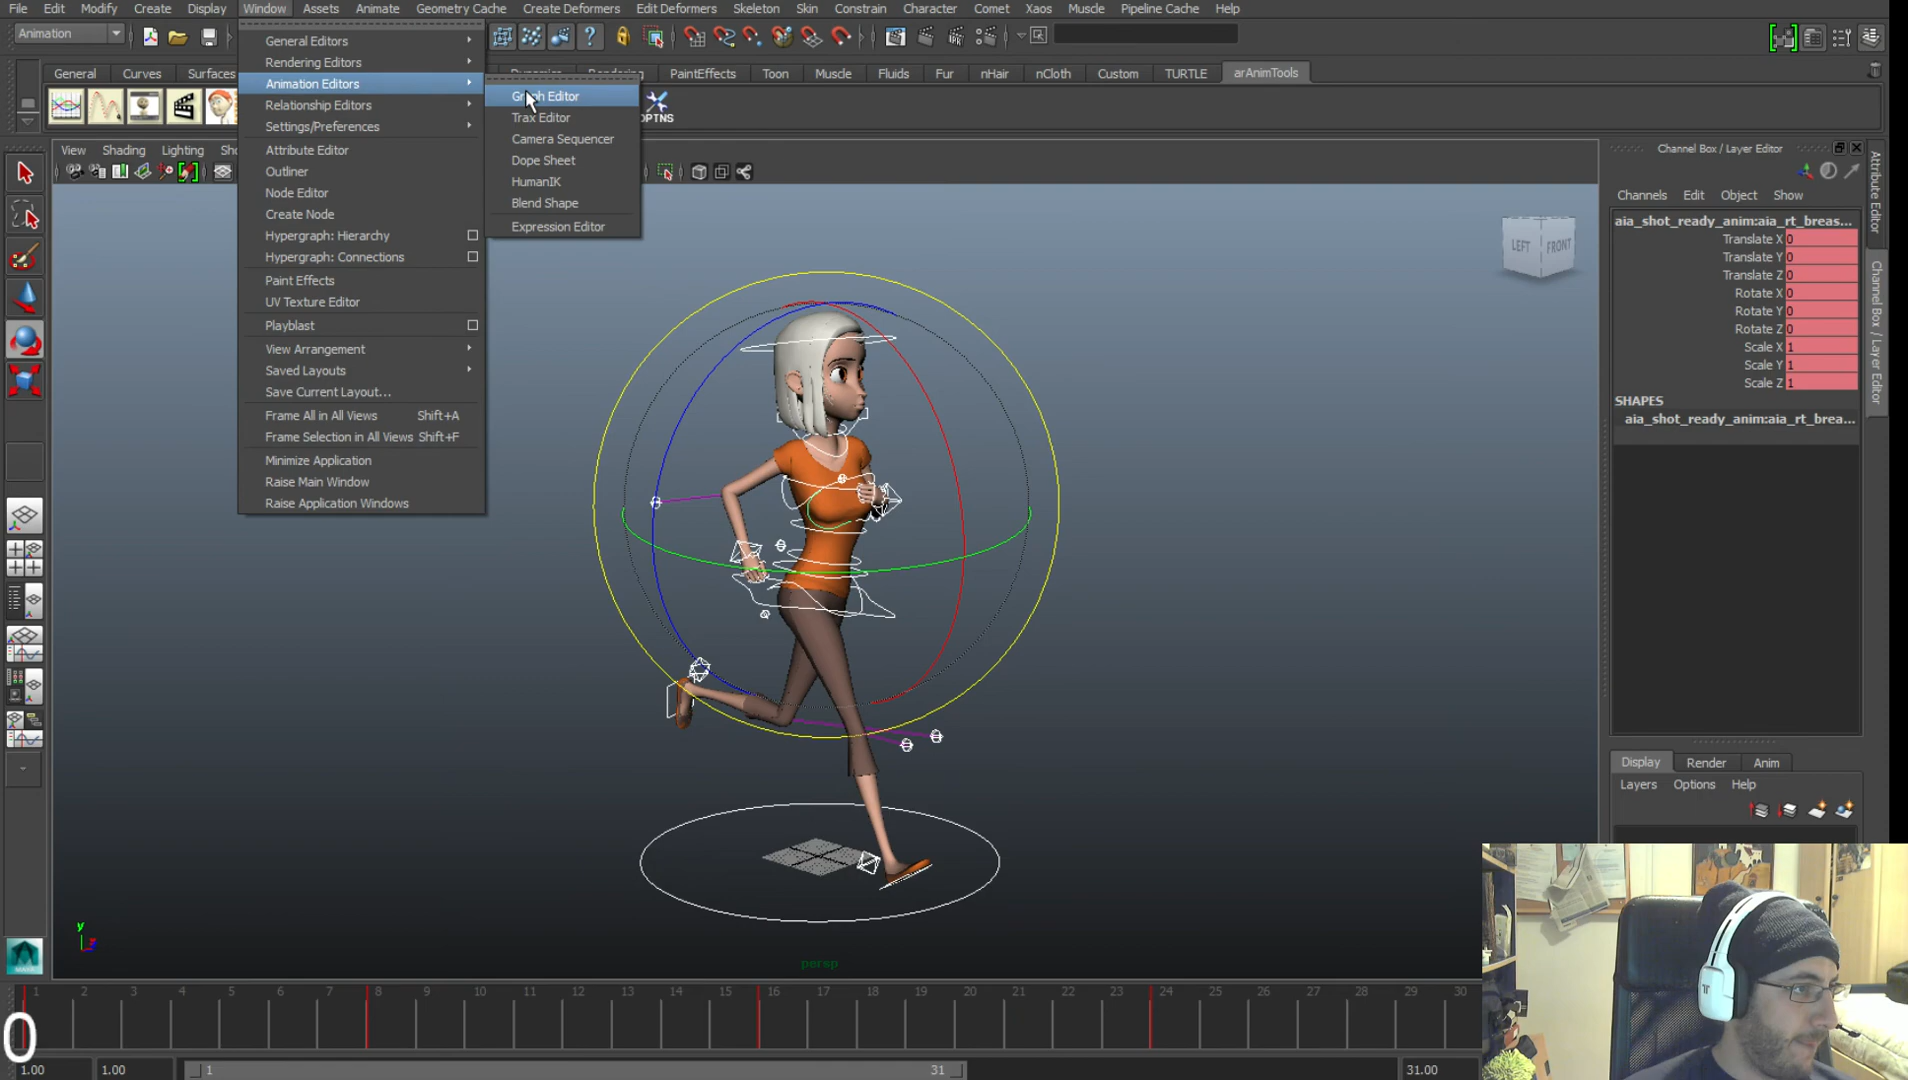 File Edit Modify Create Display Window Assets Animate Geometry Cache Create Deformers Edit Deformers Skeleton Skin Constrain Character Comet Xaos Muscle Pipeline Cache Help
Animation
General Curves Surfaces Dynamics Rendering PaintEffects Toon Muscle Fluids Fur nHair nCloth Custom TURTLE arAnimTools
OPTNS
General Editors
Rendering Editors
Animation Editors
Relationship Editors
Settings/Preferences
Attribute Editor
Outliner
Node Editor
Create Node
Hypergraph: Hierarchy
Hypergraph: Connections
Paint Effects
UV Texture Editor
Playblast
View Arrangement
Saved Layouts
Save Current Layout...
Frame All in All Views Shift+A
Frame Selection in All Views Shift+F
Minimize Application
Raise Main Window
Raise Application Windows
Graph Editor
Trax Editor
Camera Sequencer
Dope Sheet
HumanIK
Blend Shape
Expression Editor
View Shading Lighting Sho
LEFT FRONT
persp
y
z
Channel Box / Layer Editor
Channels Edit Object Show
aia_shot_ready_anim:aia_rt_breas...
Translate X 0
Translate Y 0
Translate Z 0
Rotate X 0
Rotate Y 0
Rotate Z 0
Scale X 1
Scale Y 1
Scale Z 1
SHAPES
aia_shot_ready_anim:aia_rt_brea...
Attribute Editor
Channel Box / Layer Editor
Display Render Anim
Layers Options Help
1 2 3 4 5 6 7 8 9 10 11 12 13 14 15 16 17 18 19 20 21 22 23 24 25 26 27 28 29 30
0
1.00 1.00 1 31 31.00